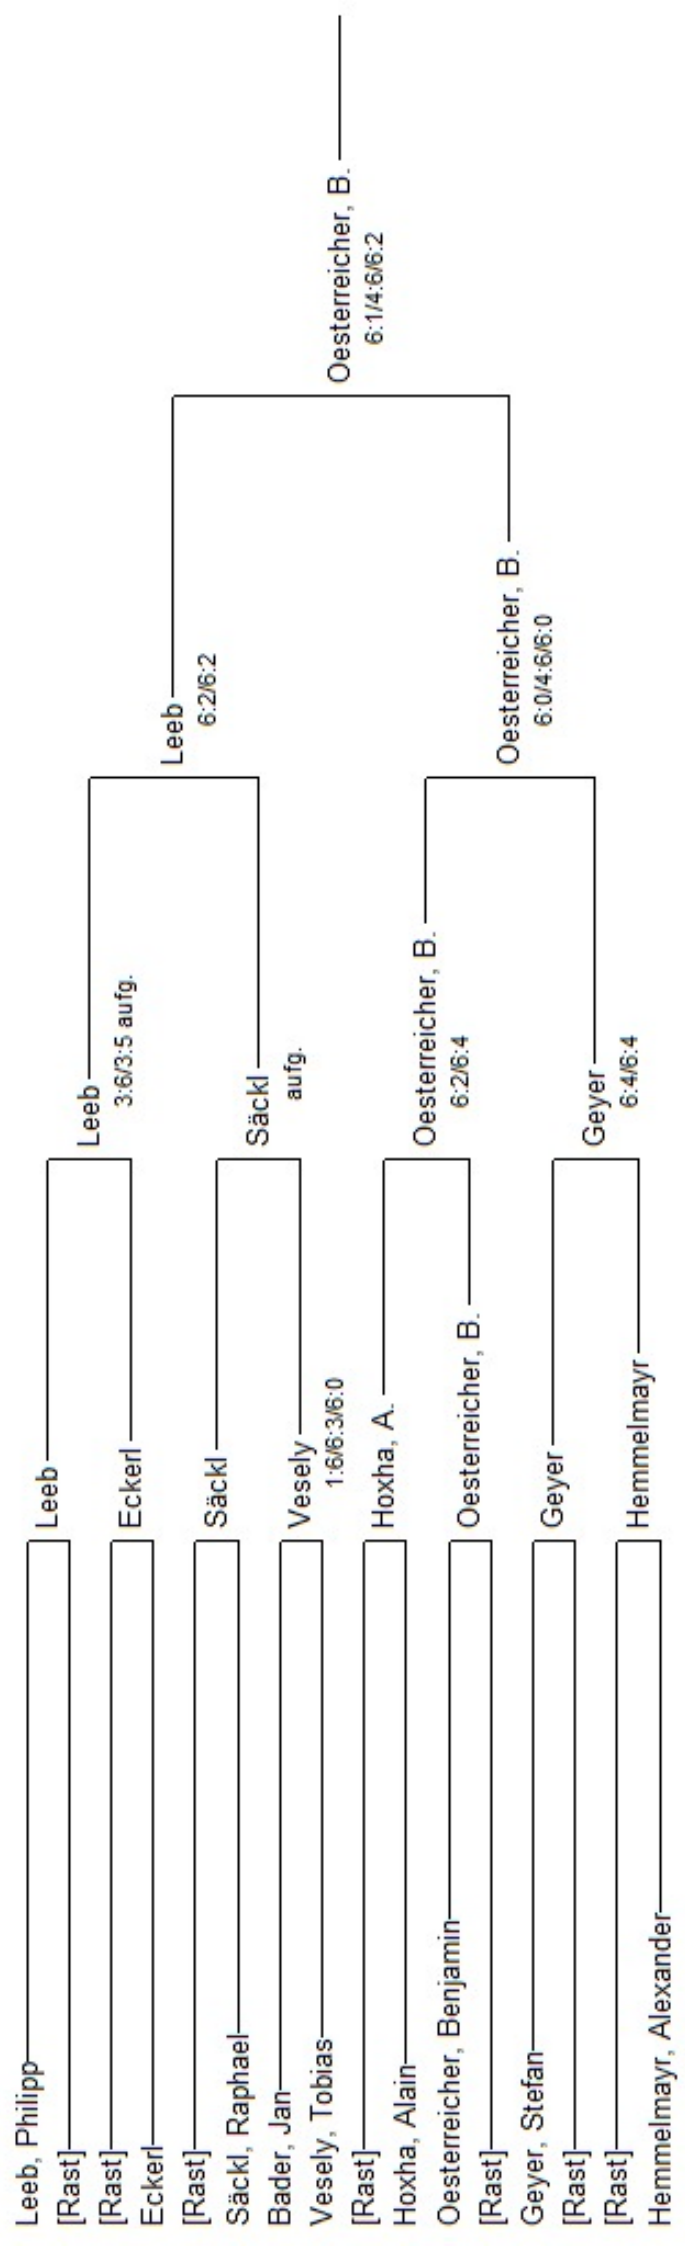 Leeb, Philipp
[Rast]
[Rast]
Eckerl
[Rast]
Säckl, Raphael
Bader, Jan
Vesely, Tobias
[Rast]
Hoxha, Alain
Oesterreicher, Benjamin
[Rast]
Geyer, Stefan
[Rast]
[Rast]
Hemmelmayr, Alexander
Leeb
Eckerl
Säckl
Vesely
1:6/6:3/6:0
Hoxha, A.
Oesterreicher, B.
Geyer
Hemmelmayr
Leeb
3:6/3:5 aufg.
Säckl
aufg.
Oesterreicher, B.
6:2/6:4
Geyer
6:4/6:4
Leeb
6:2/6:2
Oesterreicher, B.
6:0/4:6/6:0
Oesterreicher, B.
6:1/4:6/6:2